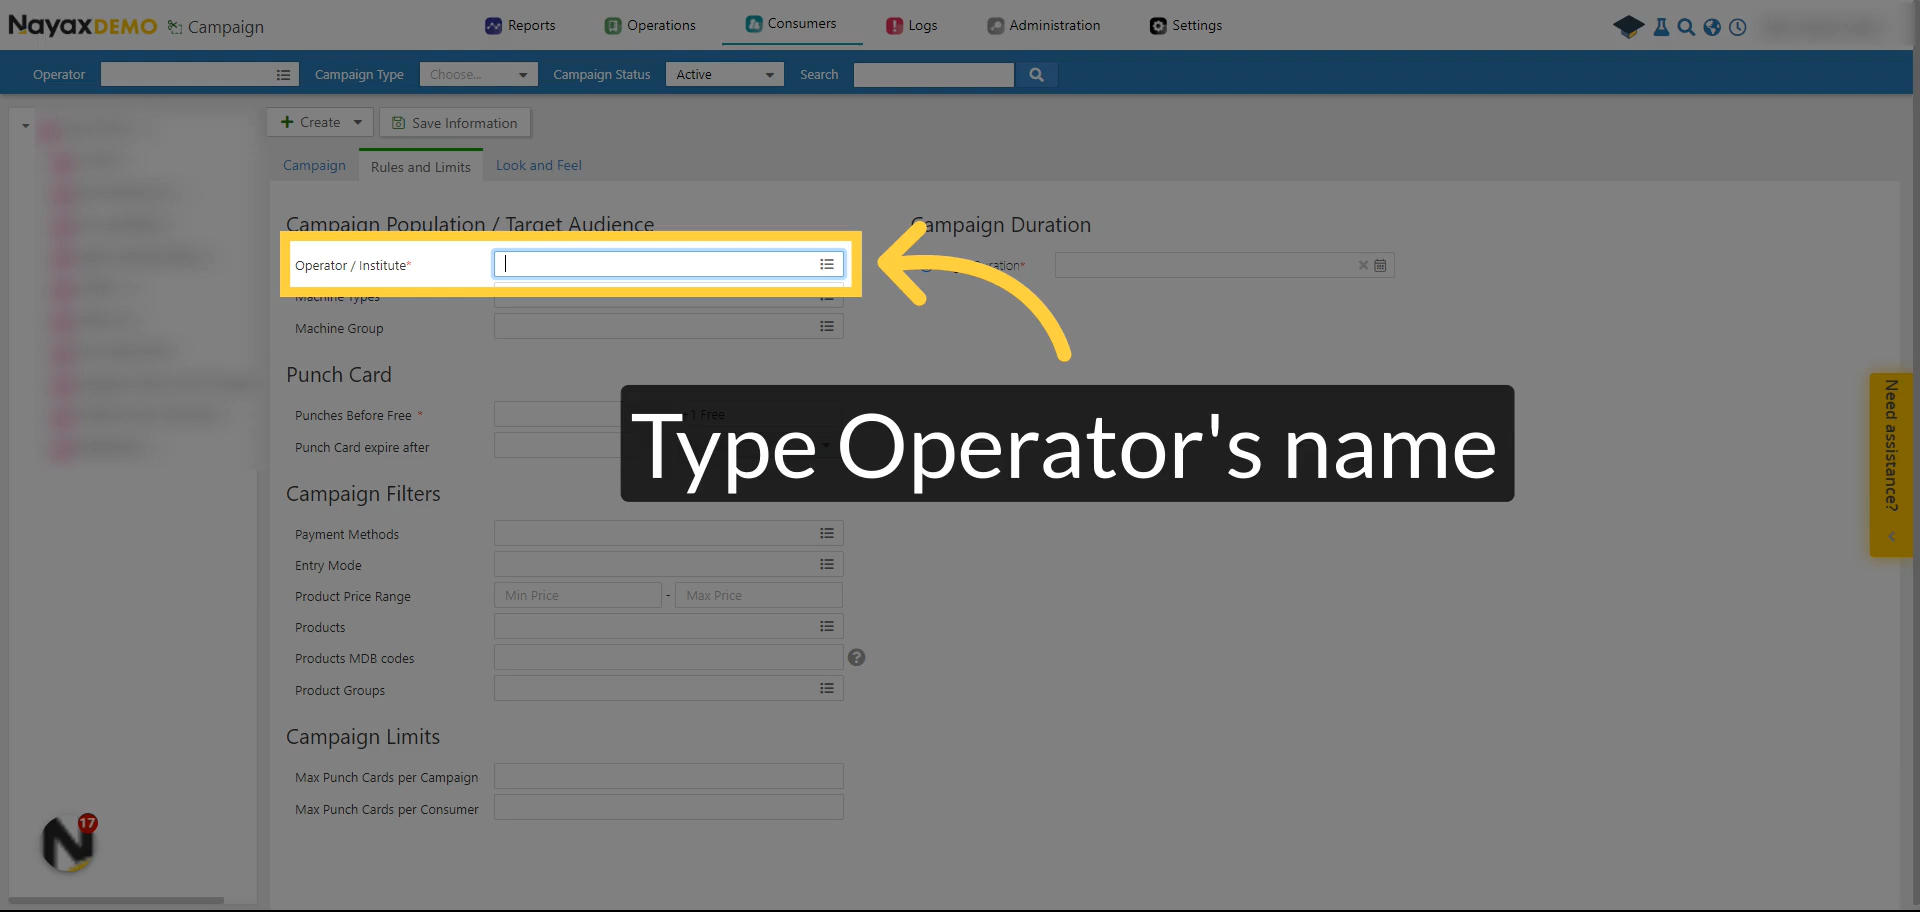 NayaxDEMO Campaign
Reports Operations Consumers Logs Administration Settings
Operator Campaign Type Choose... Campaign Status Active Search
Create Save Information
Campaign Rules and Limits Look and Feel
Campaign Population / Target Audience Campaign Duration
Operator / Institute*
Machine Types
Machine Group
Punch Card
Punches Before Free * +1 Free
Punch Card expire after
Type Operator's name
Campaign Filters
Payment Methods
Entry Mode
Product Price Range Min Price - Max Price
Products
Products MDB codes ?
Product Groups
Campaign Limits
Max Punch Cards per Campaign
Max Punch Cards per Consumer
Need assistance?
N 17